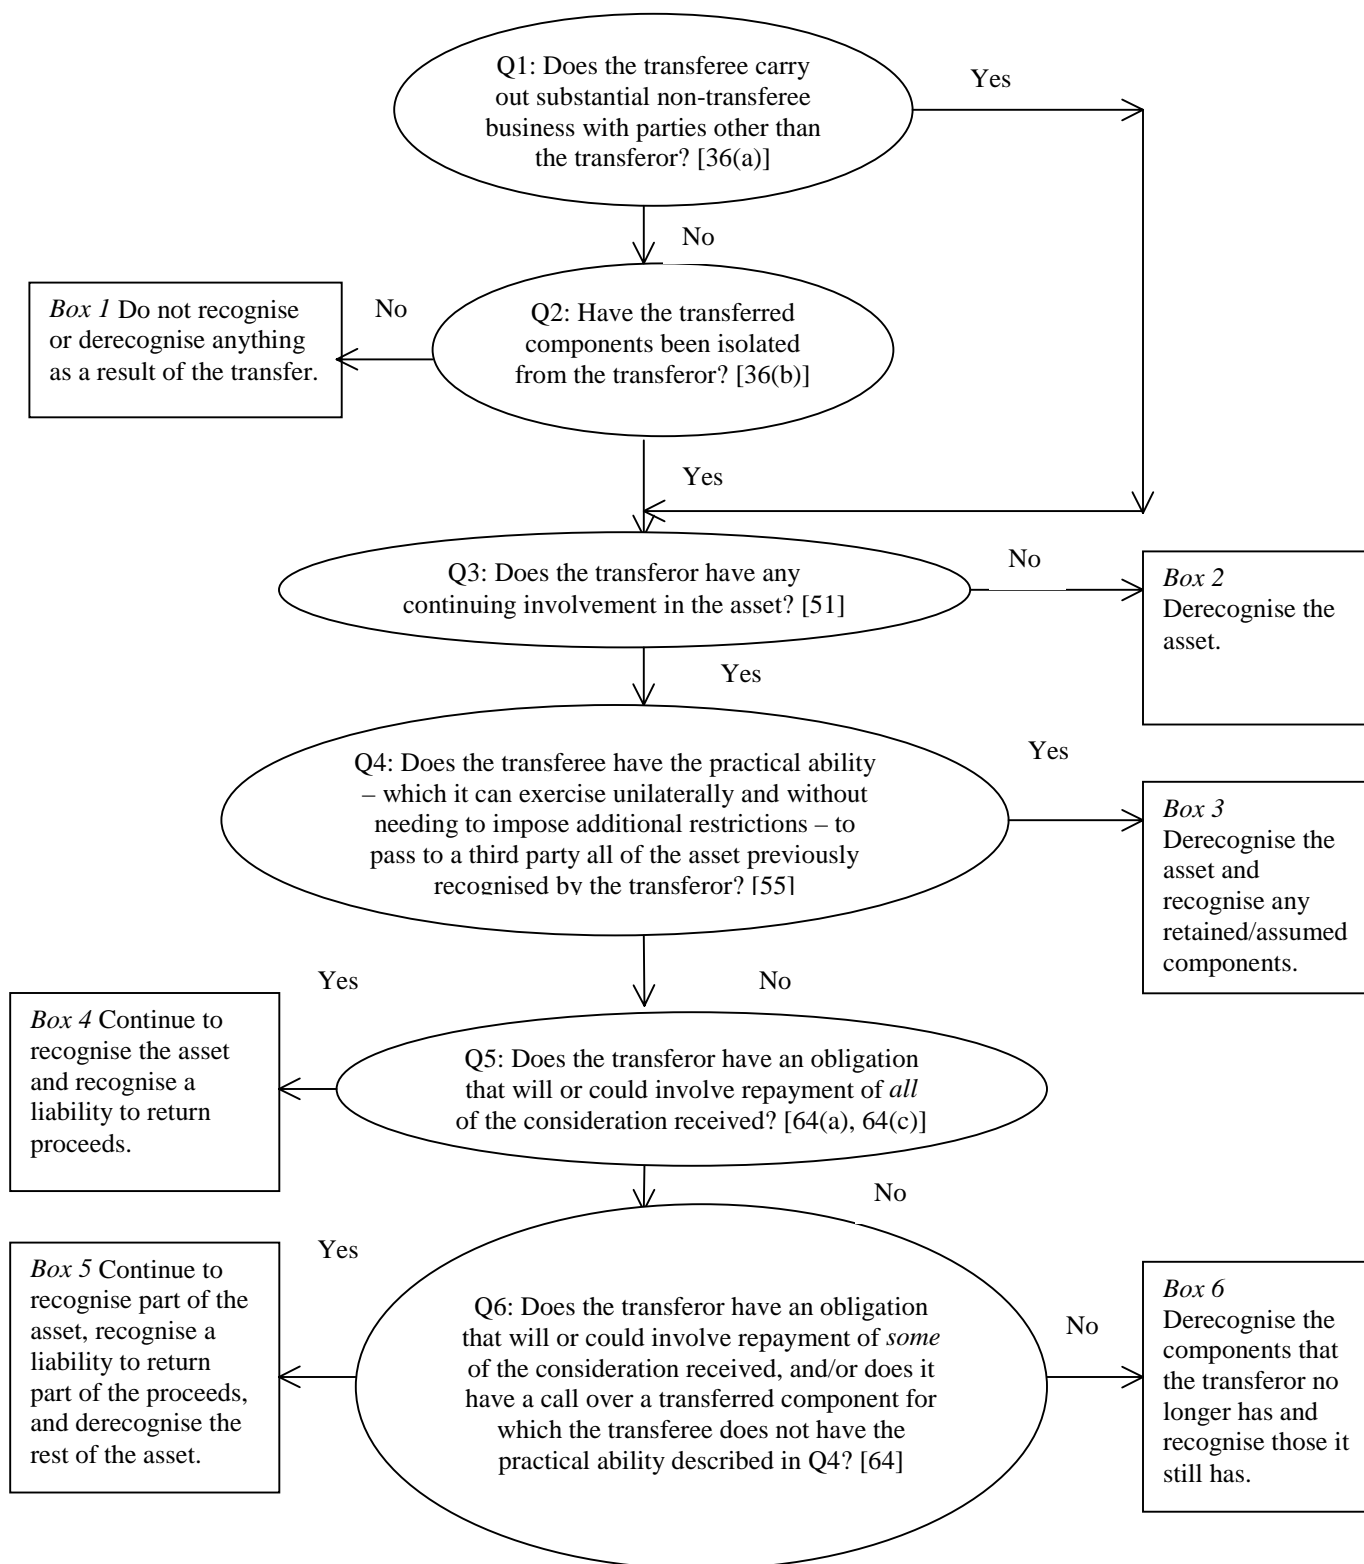 Q1: Does the transferee carry
out substantial non-transferee
business with parties other than
the transferor? [36(a)]
Yes
No
Box 1 Do not recognise
or derecognise anything
as a result of the transfer.
No
Q2: Have the transferred
components been isolated
from the transferor? [36(b)]
Yes
Q3: Does the transferor have any
continuing involvement in the asset? [51]
No
Box 2
Derecognise the
asset.
Yes
Q4: Does the transferee have the practical ability
– which it can exercise unilaterally and without
needing to impose additional restrictions – to
pass to a third party all of the asset previously
recognised by the transferor? [55]
Yes
Box 3
Derecognise the
asset and
recognise any
retained/assumed
components.
No
Yes
Box 4 Continue to
recognise the asset
and recognise a
liability to return
proceeds.
Q5: Does the transferor have an obligation
that will or could involve repayment of all
of the consideration received? [64(a), 64(c)]
No
Yes
Box 5 Continue to
recognise part of the
asset, recognise a
liability to return
part of the proceeds,
and derecognise the
rest of the asset.
Q6: Does the transferor have an obligation
that will or could involve repayment of some
of the consideration received, and/or does it
have a call over a transferred component for
which the transferee does not have the
practical ability described in Q4? [64]
No
Box 6
Derecognise the
components that
the transferor no
longer has and
recognise those it
still has.